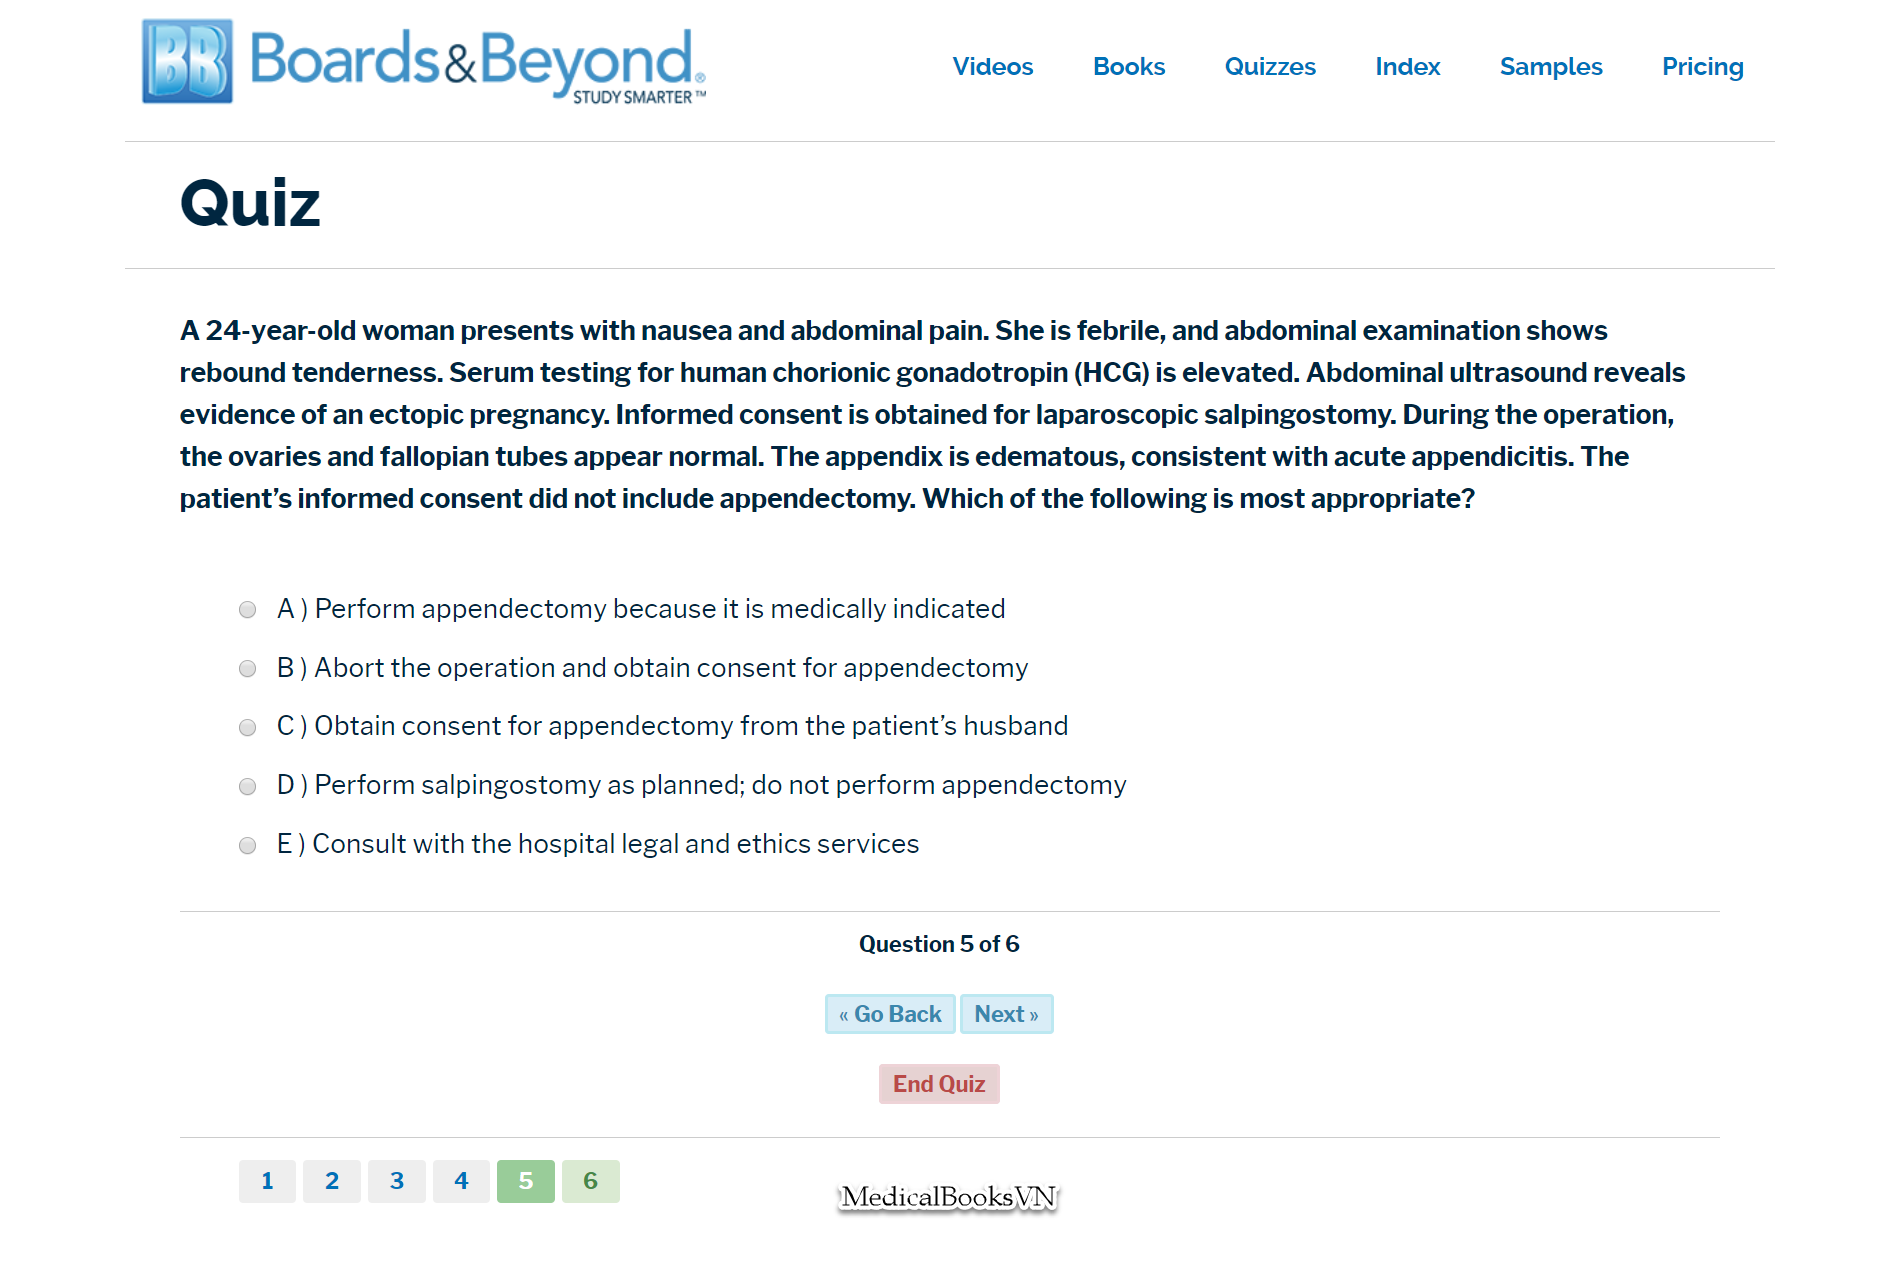 BB Boards&Beyond®
STUDY SMARTER™
Videos Books Quizzes Index Samples Pricing
Quiz
A 24-year-old woman presents with nausea and abdominal pain. She is febrile, and abdominal examination shows
rebound tenderness. Serum testing for human chorionic gonadotropin (HCG) is elevated. Abdominal ultrasound reveals
evidence of an ectopic pregnancy. Informed consent is obtained for laparoscopic salpingostomy. During the operation,
the ovaries and fallopian tubes appear normal. The appendix is edematous, consistent with acute appendicitis. The
patient’s informed consent did not include appendectomy. Which of the following is most appropriate?
A ) Perform appendectomy because it is medically indicated
B ) Abort the operation and obtain consent for appendectomy
C ) Obtain consent for appendectomy from the patient’s husband
D ) Perform salpingostomy as planned; do not perform appendectomy
E ) Consult with the hospital legal and ethics services
Question 5 of 6
« Go Back Next »
End Quiz
1 2 3 4 5 6
MedicalBooksVN